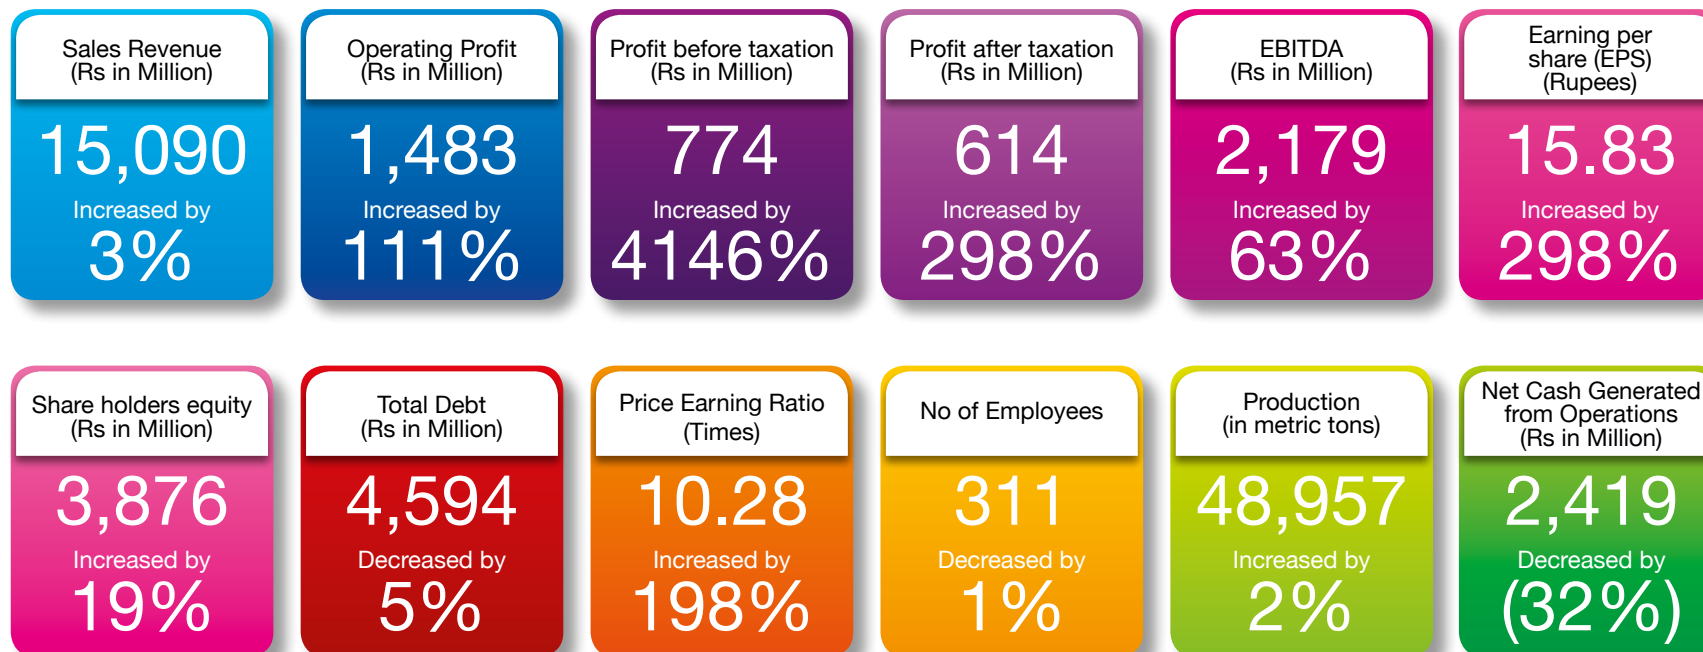 Sales Revenue
(Rs in Million)
15,090
Increased by
3%
Operating Profit
(Rs in Million)
1,483
Increased by
111%
Profit before taxation
(Rs in Million)
774
Increased by
4146%
Profit after taxation
(Rs in Million)
614
Increased by
298%
EBITDA
(Rs in Million)
2,179
Increased by
63%
Earning per
share (EPS)
(Rupees)
15.83
Increased by
298%
Share holders equity
(Rs in Million)
3,876
Increased by
19%
Total Debt
(Rs in Million)
4,594
Decreased by
5%
Price Earning Ratio
(Times)
10.28
Increased by
198%
No of Employees
311
Decreased by
1%
Production
(in metric tons)
48,957
Increased by
2%
Net Cash Generated
from Operations
(Rs in Million)
2,419
Decreased by
(32%)